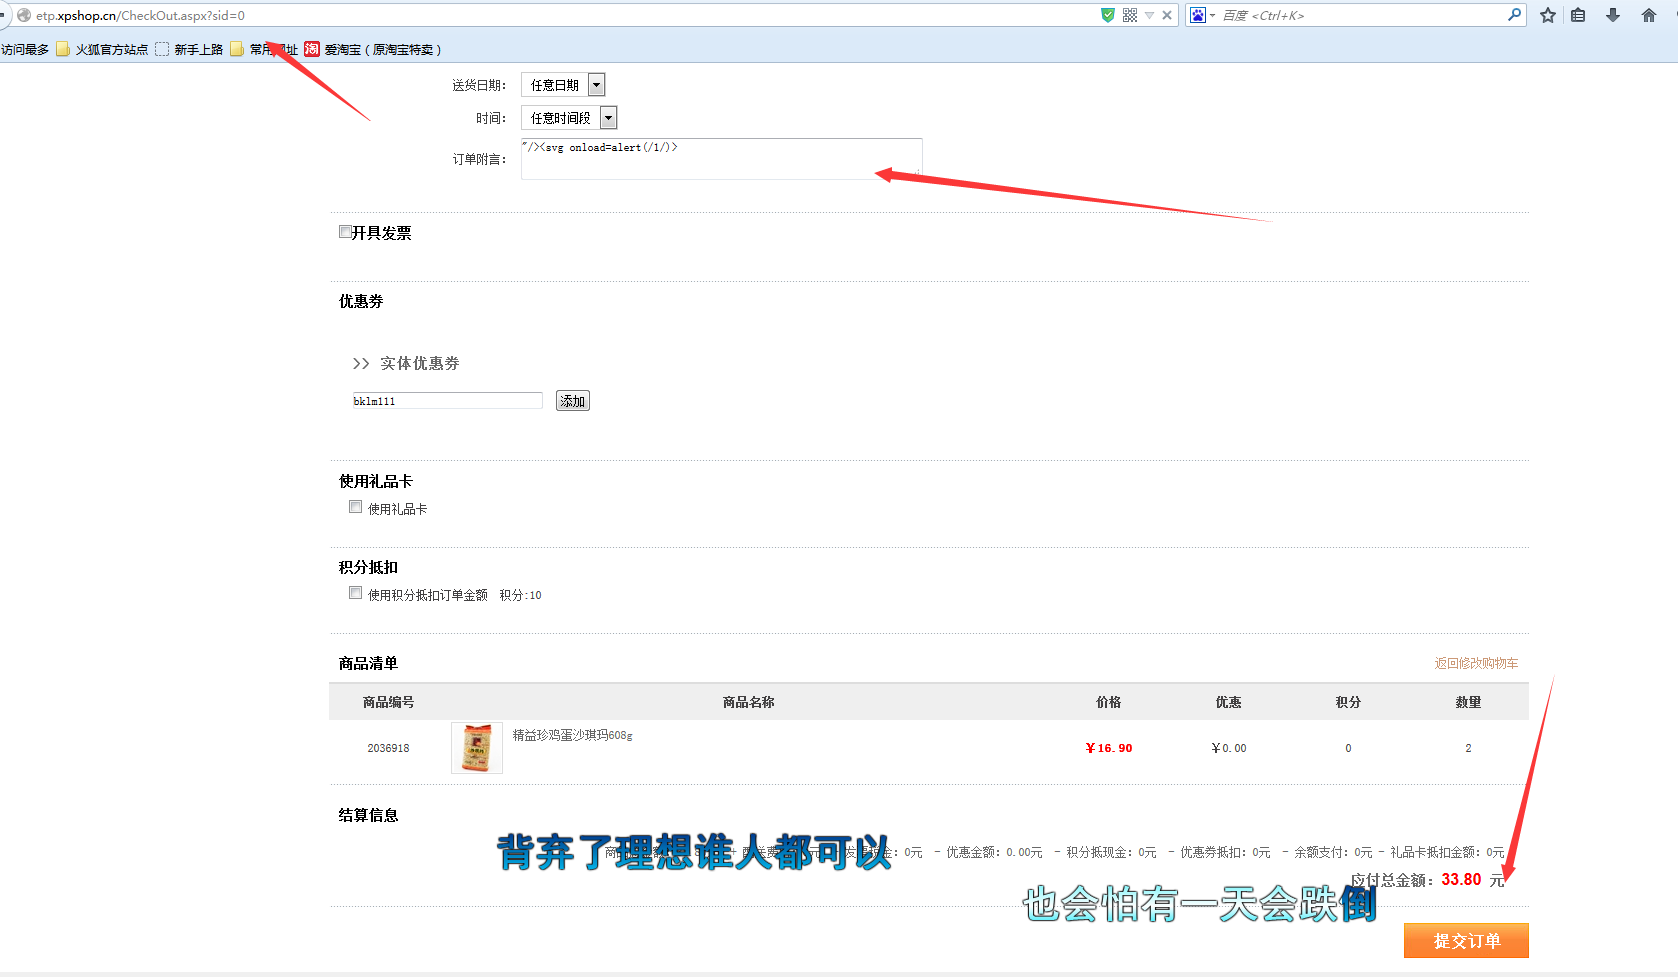 etp.xpshop.cn/CheckOut.aspx?sid=0
百度 <Ctrl+K>
访问最多 火狐官方站点 新手上路 常用网址 淘 爱淘宝（原淘宝特卖）
送货日期： 任意日期
时间： 任意时间段
订单附言： "/><svg onload=alert(/1/)>
开具发票
优惠券
>> 实体优惠券
bklm111 添加
使用礼品卡
使用礼品卡
积分抵扣
使用积分抵扣订单金额 积分:10
商品清单 返回修改购物车
商品编号 商品名称 价格 优惠 积分 数量
2036918 精益珍鸡蛋沙琪玛608g ￥16.90 ￥0.00 0 2
结算信息
背弃了理想谁人都可以
0元 - 优惠金额：0.00元 - 积分抵现金：0元 - 优惠券抵扣：0元 - 余额支付：0元 - 礼品卡抵扣金额：0元
应付总金额：33.80 元
也会怕有一天会跌倒
提交订单